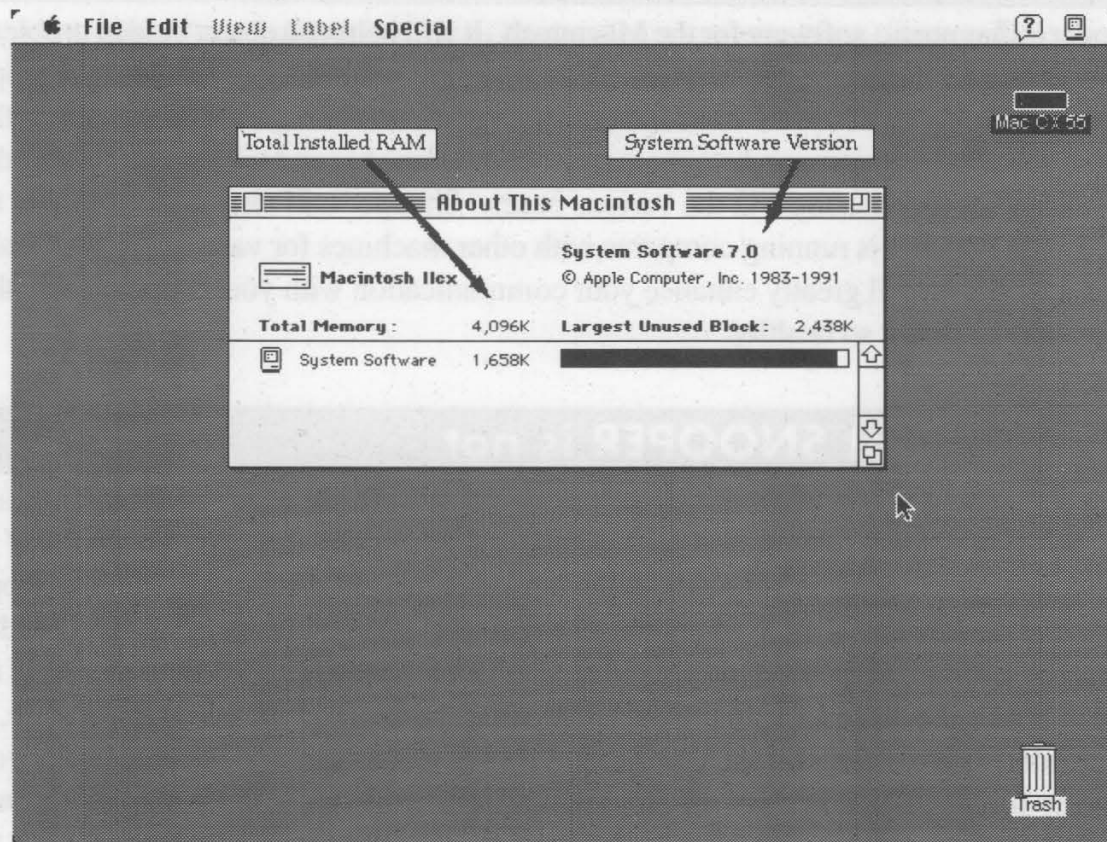 File Edit View Label Special
Mac CX 55
Total Installed RAM
System Software Version
About This Macintosh
System Software 7.0
Macintosh IIcx
© Apple Computer, Inc. 1983-1991
Total Memory: 4,096K Largest Unused Block: 2,438K
System Software 1,658K
Trash